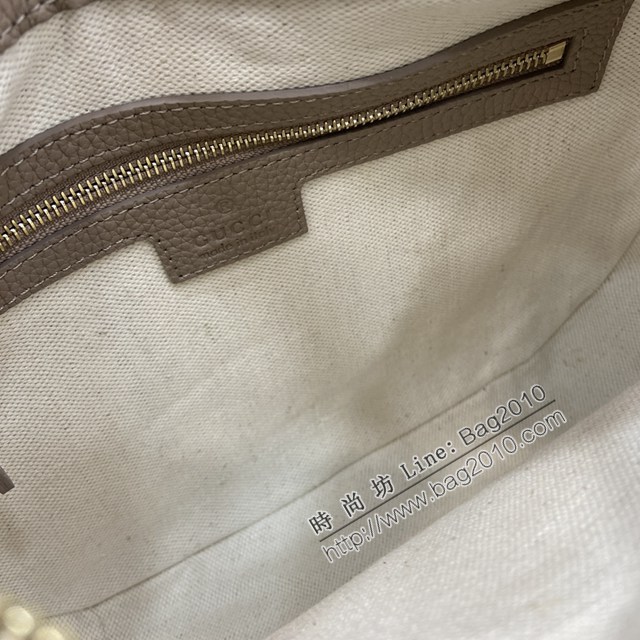 GUCCI
時尚坊 Line: Bag2010
http://www.bag2010.com